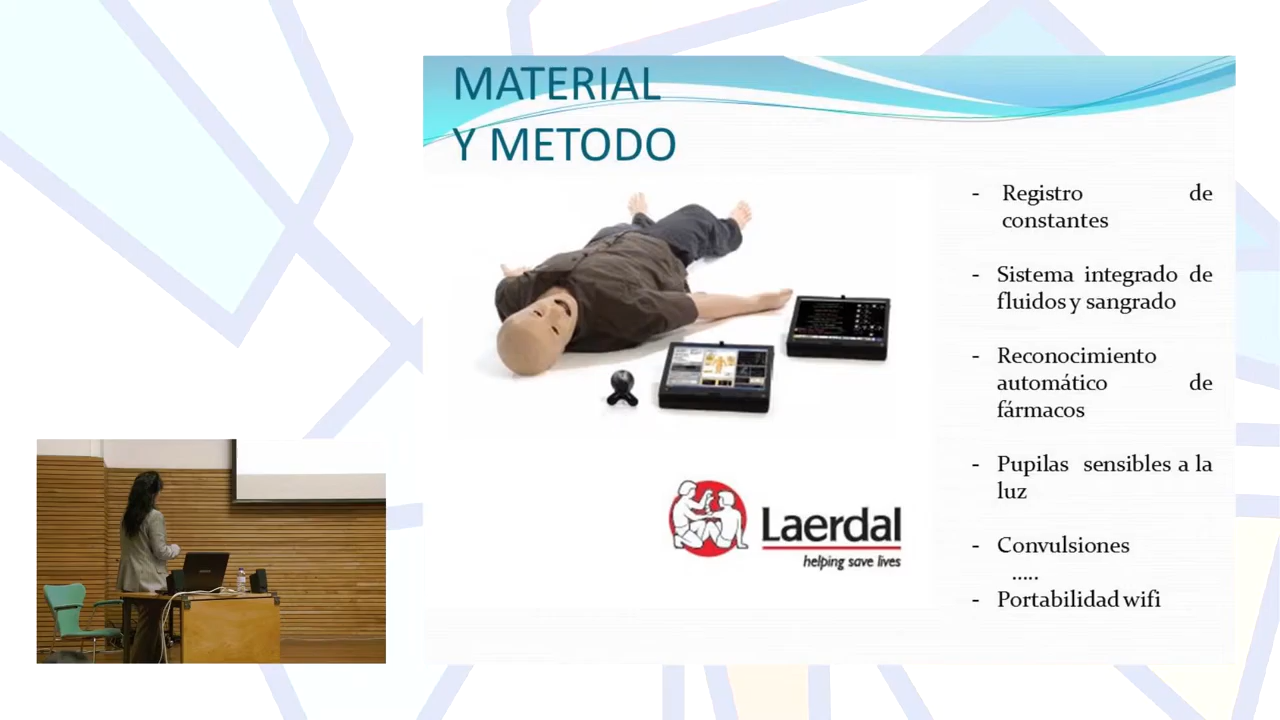 MATERIAL
Y METODO
- Registro de
constantes
- Sistema integrado de
fluidos y sangrado
- Reconocimiento
automático de
fármacos
- Pupilas sensibles a la
luz
- Convulsiones
.....
- Portabilidad wifi
Laerdal
helping save lives